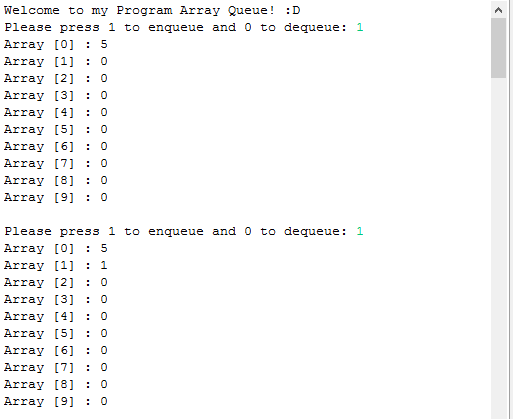 Welcome to my Program Array Queue! :D
Please press 1 to enqueue and 0 to dequeue: 1
Array [0] : 5
Array [1] : 0
Array [2] : 0
Array [3] : 0
Array [4] : 0
Array [5] : 0
Array [6] : 0
Array [7] : 0
Array [8] : 0
Array [9] : 0
Please press 1 to enqueue and 0 to dequeue: 1
Array [0] : 5
Array [1] : 1
Array [2] : 0
Array [3] : 0
Array [4] : 0
Array [5] : 0
Array [6] : 0
Array [7] : 0
Array [8] : 0
Array [9] : 0